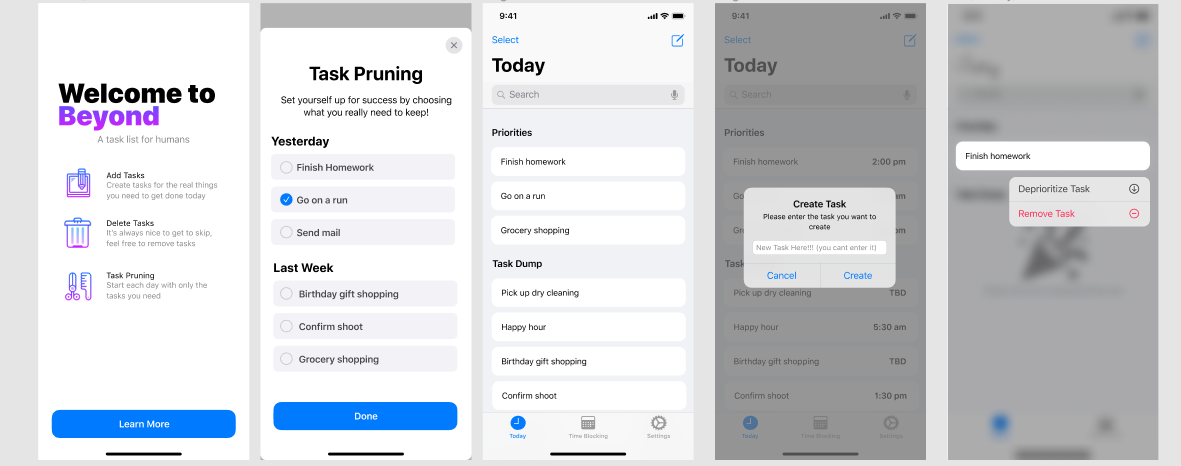 Welcome to
Beyond
A task list for humans
Add Tasks
Create tasks for the real things
you need to get done today
Delete Tasks
It's always nice to get to skip,
feel free to remove tasks
Task Pruning
Start each day with only the
tasks you need
Learn More
Task Pruning
Set yourself up for success by choosing
what you really need to keep!
Yesterday
Finish Homework
Go on a run
Send mail
Last Week
Birthday gift shopping
Confirm shoot
Grocery shopping
Done
9:41
Select
Today
Search
Priorities
Finish homework
Go on a run
Grocery shopping
Task Dump
Pick up dry cleaning
Happy hour
Birthday gift shopping
Confirm shoot
Today
Time Blocking
Settings
9:41
Select
Today
Search
Priorities
Finish homework 2:00 pm
Create Task
Please enter the task you want to
create
New Task Here!!! (you cant enter it)
Cancel Create
Pick up dry cleaning TBD
Happy hour 5:30 am
Birthday gift shopping TBD
Confirm shoot 1:30 pm
Today
Time Blocking
Settings
Finish homework
Deprioritize Task
Remove Task